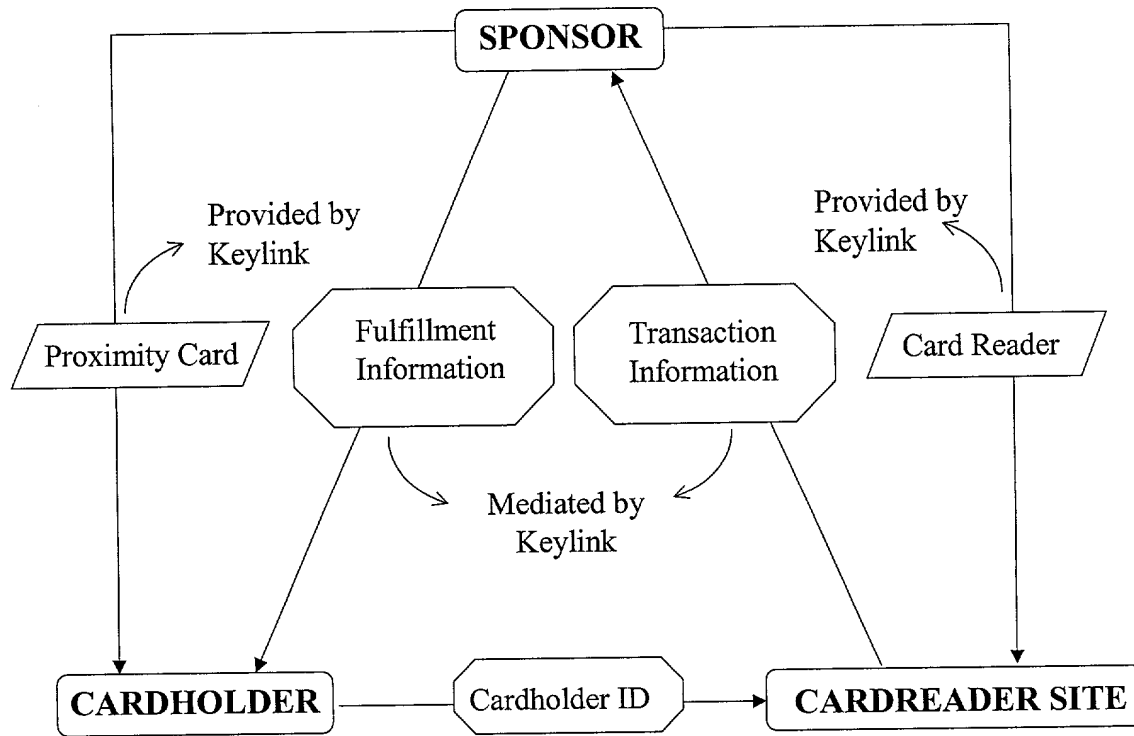 SPONSOR
Provided by
Keylink
Provided by
Keylink
Proximity Card
Fulfillment
Information
Transaction
Information
Card Reader
Mediated by
Keylink
CARDHOLDER
Cardholder ID
CARDREADER SITE